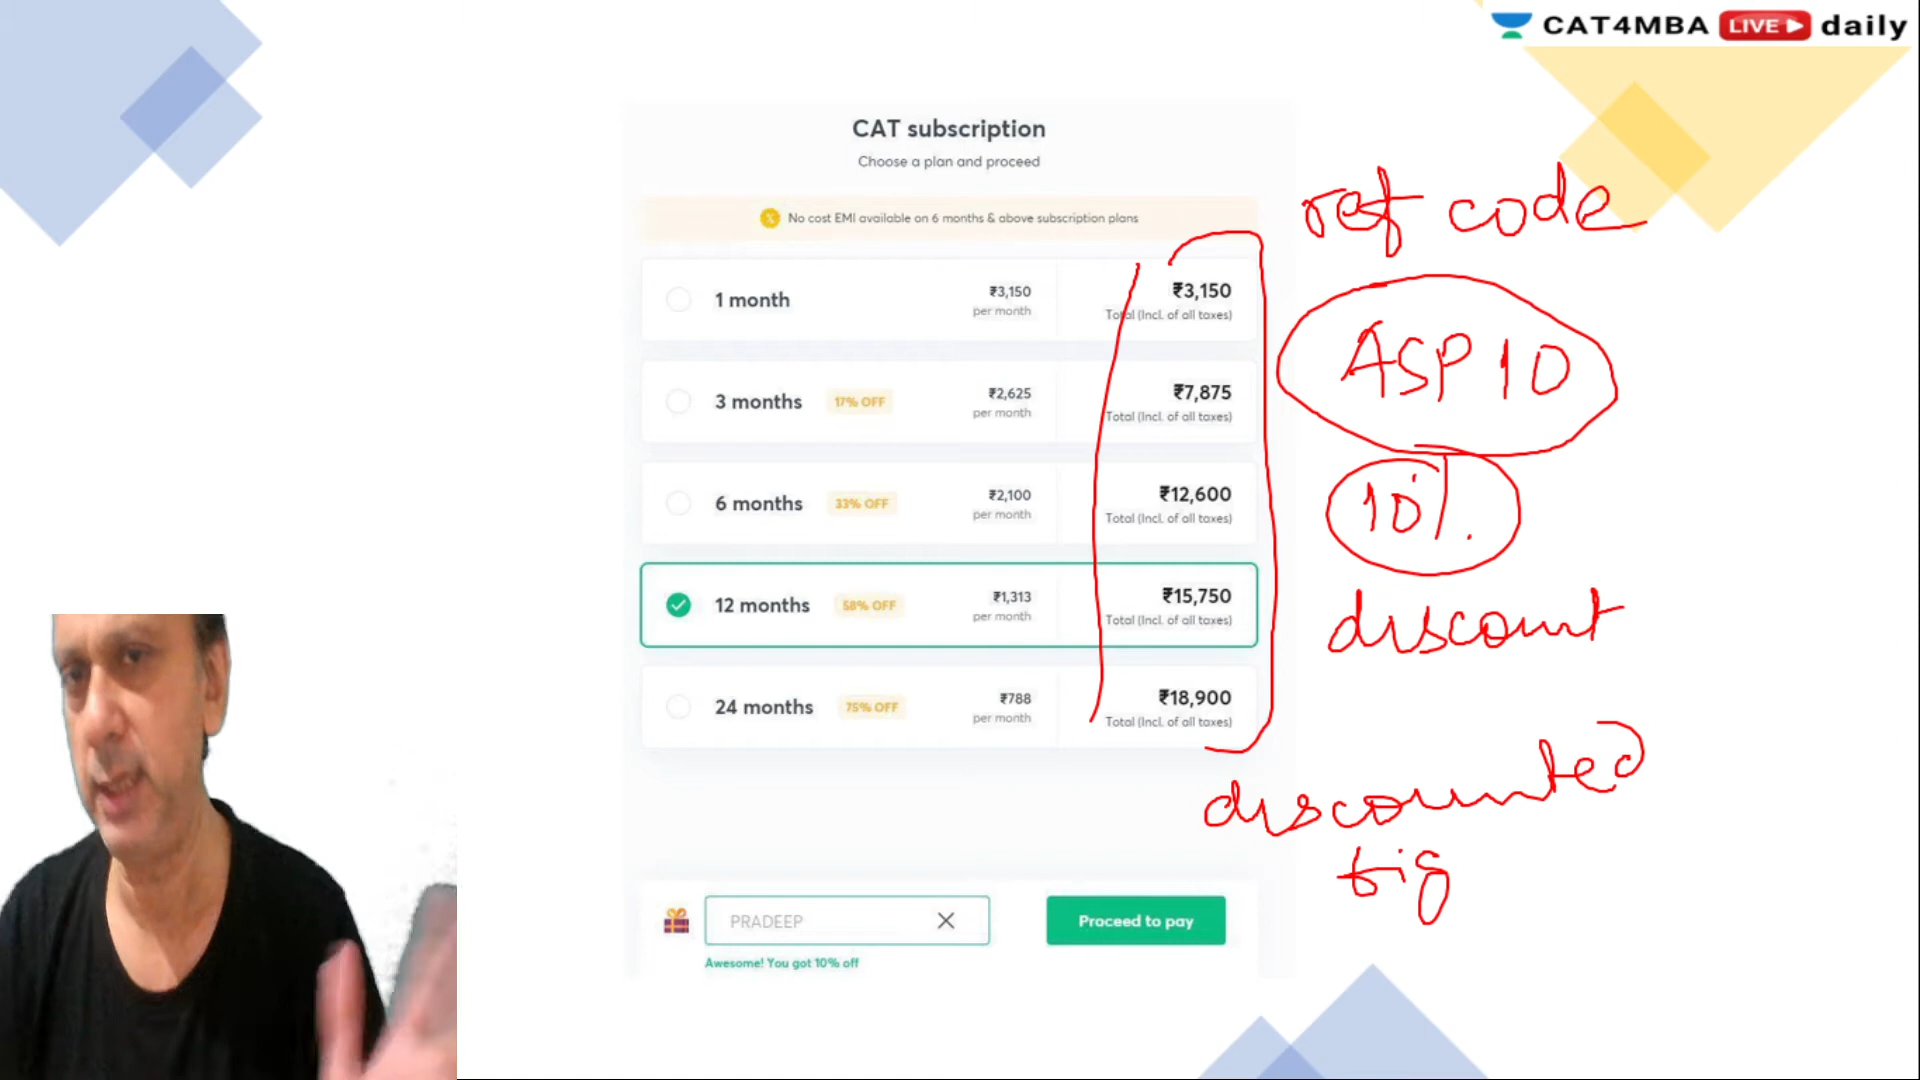 CAT4MBA LIVE daily
CAT subscription
Choose a plan and proceed
No cost EMI available on 6 months & above subscription plans
1 month ₹3,150 per month ₹3,150 Total (Incl. of all taxes)
3 months 17% OFF ₹2,625 per month ₹7,875 Total (Incl. of all taxes)
6 months 33% OFF ₹2,100 per month ₹12,600 Total (Incl. of all taxes)
12 months 58% OFF ₹1,313 per month ₹15,750 Total (Incl. of all taxes)
24 months 75% OFF ₹788 per month ₹18,900 Total (Incl. of all taxes)
PRADEEP
Proceed to pay
Awesome! You got 10% off
ref code
ASP10
10%.
discount
discounted
fig